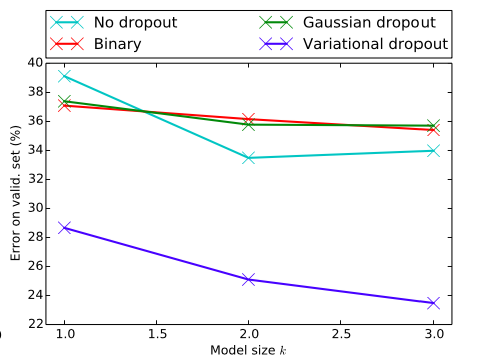 No dropout
Binary
Gaussian dropout
Variational dropout
40
38
36
34
32
30
28
26
24
22
Error on valid. set (%)
1.0 1.5 2.0 2.5 3.0
Model size k